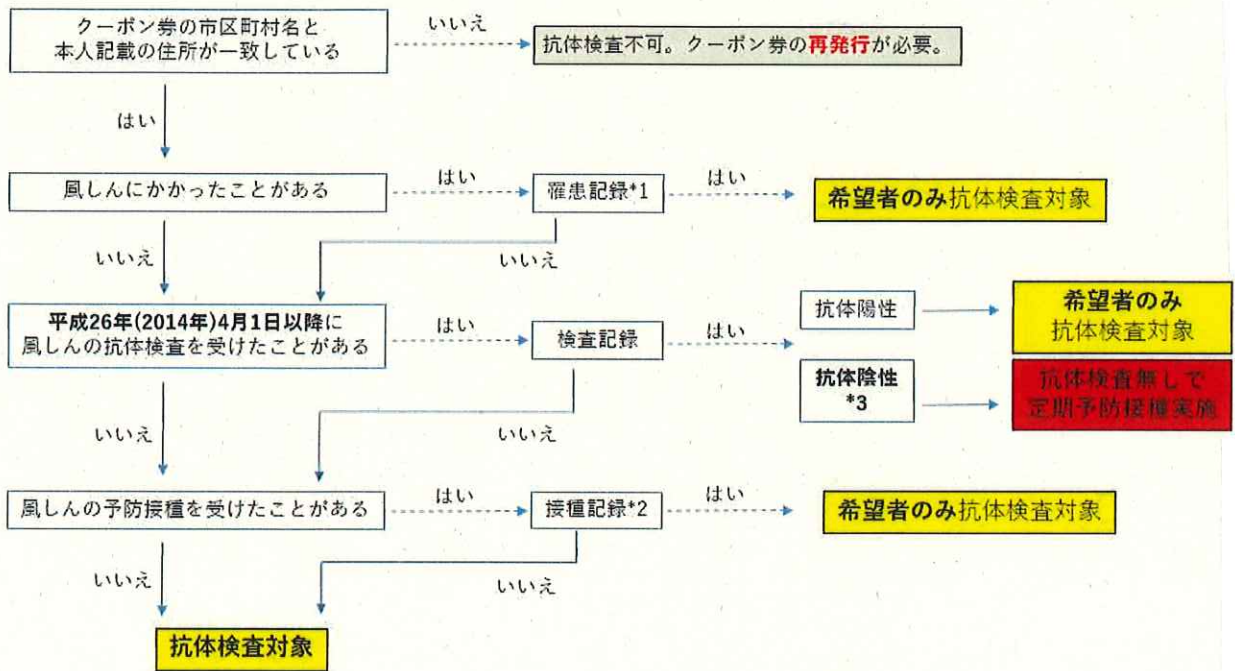 クーポン券の市区町村名と
本人記載の住所が一致している
いいえ
抗体検査不可。クーポン券の再発行が必要。
はい
風しんにかかったことがある
はい
罹患記録*1
はい
希望者のみ抗体検査対象
いいえ
いいえ
平成26年(2014年)4月1日以降に
風しんの抗体検査を受けたことがある
はい
検査記録
はい
抗体陽性
希望者のみ
抗体検査対象
抗体陰性
*3
抗体検査無しで
定期予防接種実施
いいえ
いいえ
風しんの予防接種を受けたことがある
はい
接種記録*2
はい
希望者のみ抗体検査対象
いいえ
いいえ
抗体検査対象